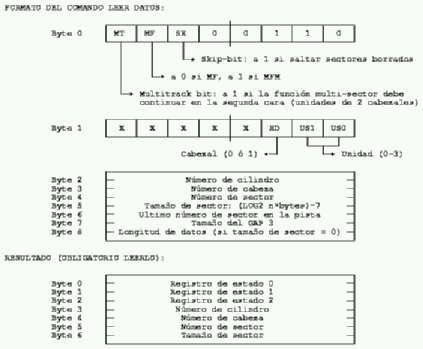 FORMATO DEL COMANDO LEER DATOS:
Byte 0 MT MF SK 0 0 1 1 0
Skip-bit: a 1 si saltar sectores borrados
a 0 si MF, a 1 si MFM
Multitrack bit: a 1 si la función multi-sector debe
continuar en la segunda cara (unidades de 2 cabezales)
Byte 1 X X X X X HD US1 US0
Cabezal (0 ó 1) Unidad (0-3)
Byte 2 Número de cilindro
Byte 3 Número de cabeza
Byte 4 Número de sector
Byte 5 Tamaño de sector: (LOG2 nºbytes)-7
Byte 6 Ultimo número de sector en la pista
Byte 7 Tamaño del GAP 3
Byte 8 Longitud de datos (si tamaño de sector = 0)
RESULTADO (OBLIGATORIO LEERLO):
Byte 0 Registro de estado 0
Byte 1 Registro de estado 1
Byte 2 Registro de estado 2
Byte 3 Número de cilindro
Byte 4 Número de cabeza
Byte 5 Número de sector
Byte 6 Tamaño de sector